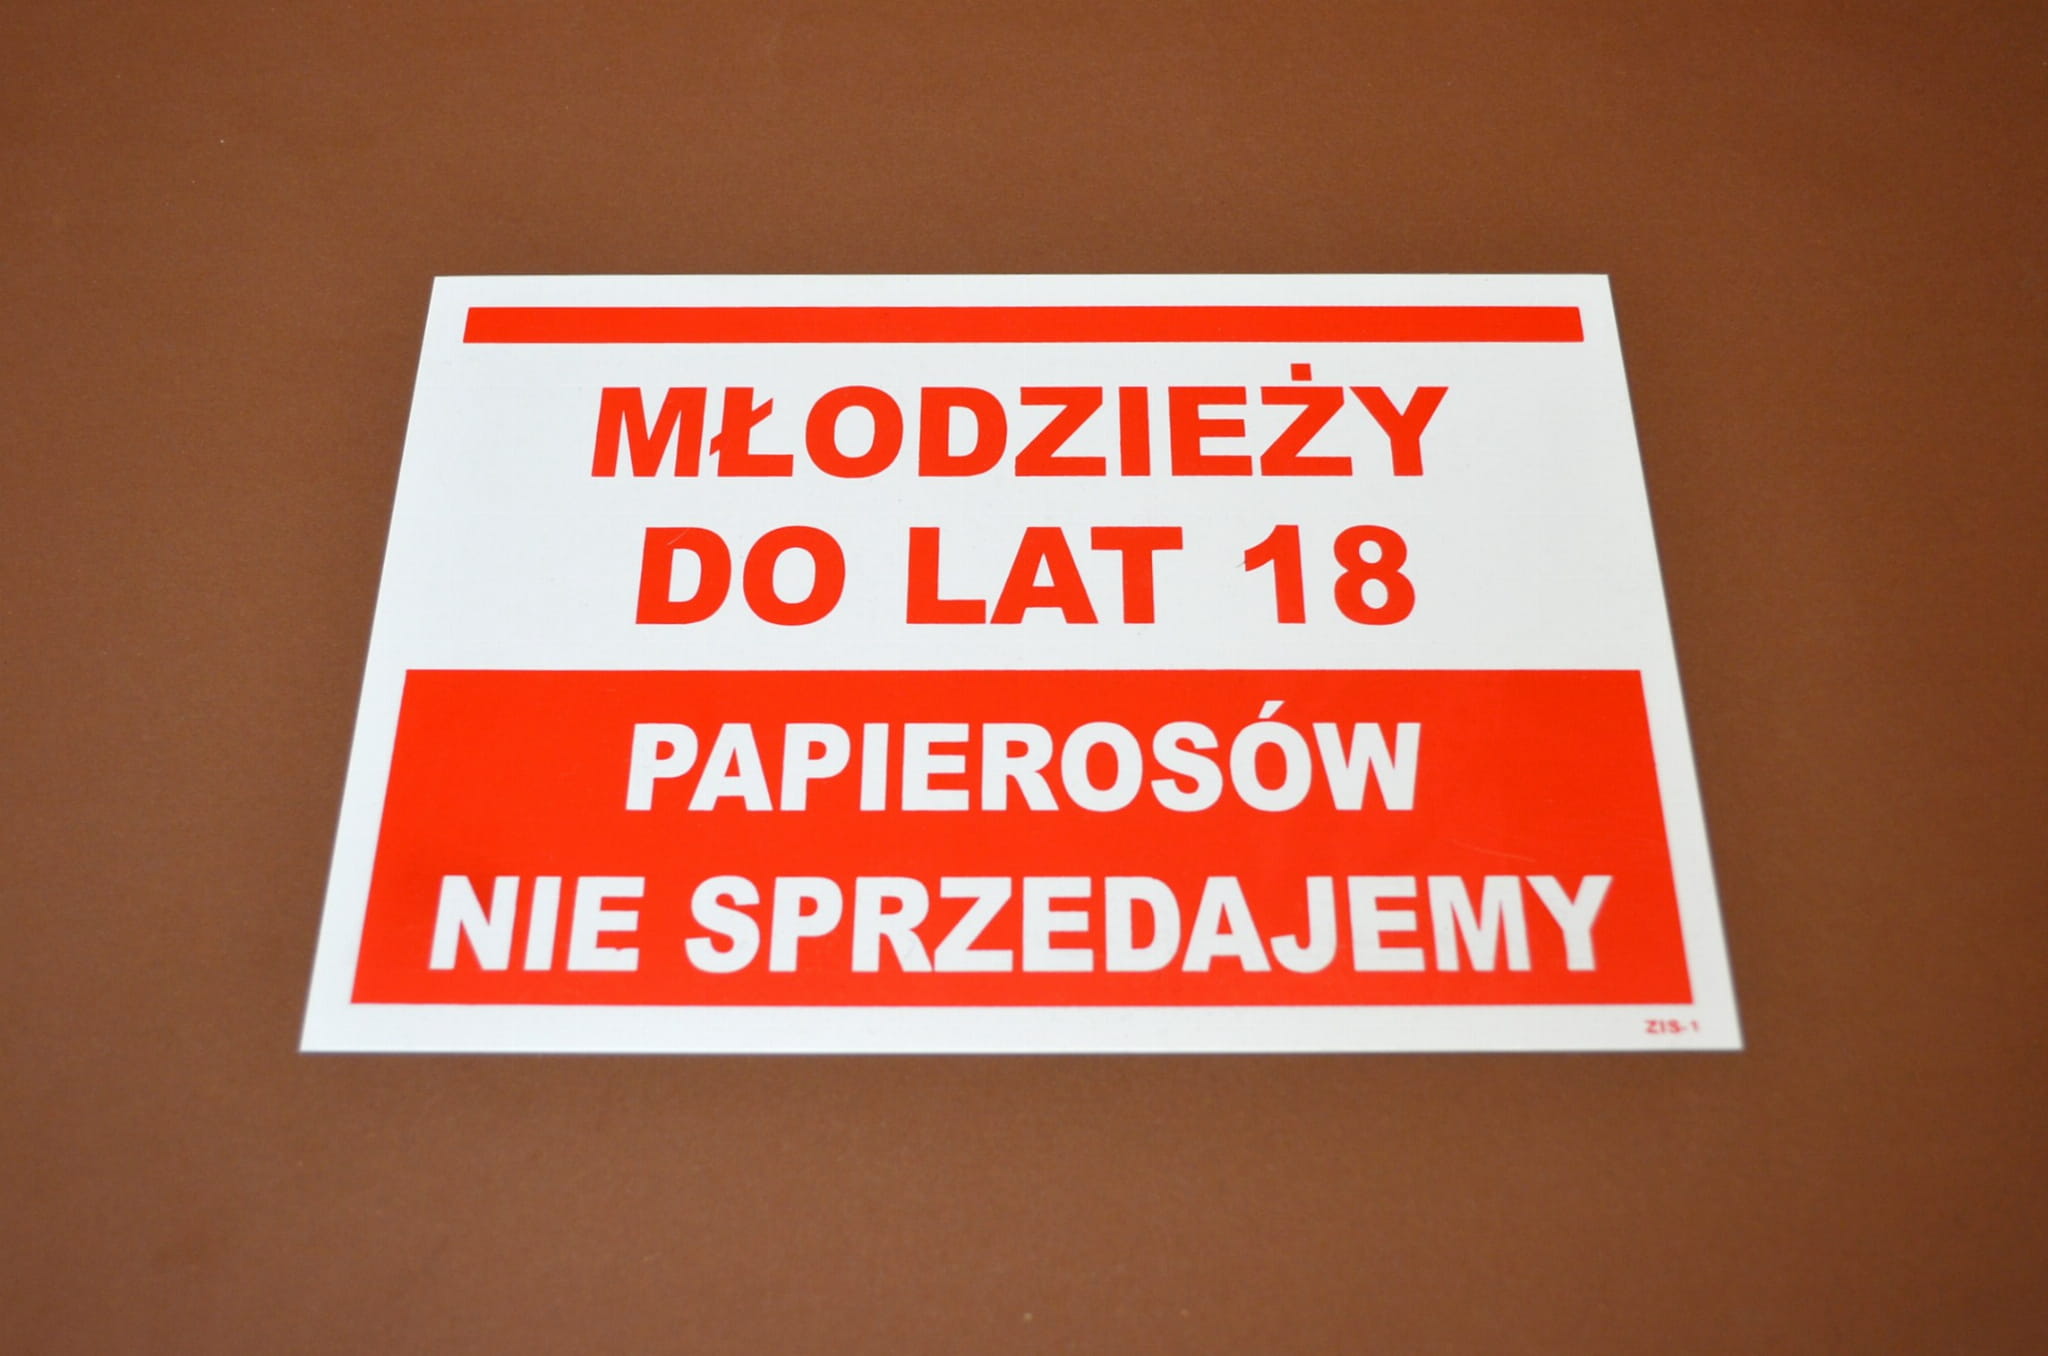 MŁODZIEŻY
DO LAT 18
PAPIEROSÓW
NIE SPRZEDAJEMY
ZIS-1